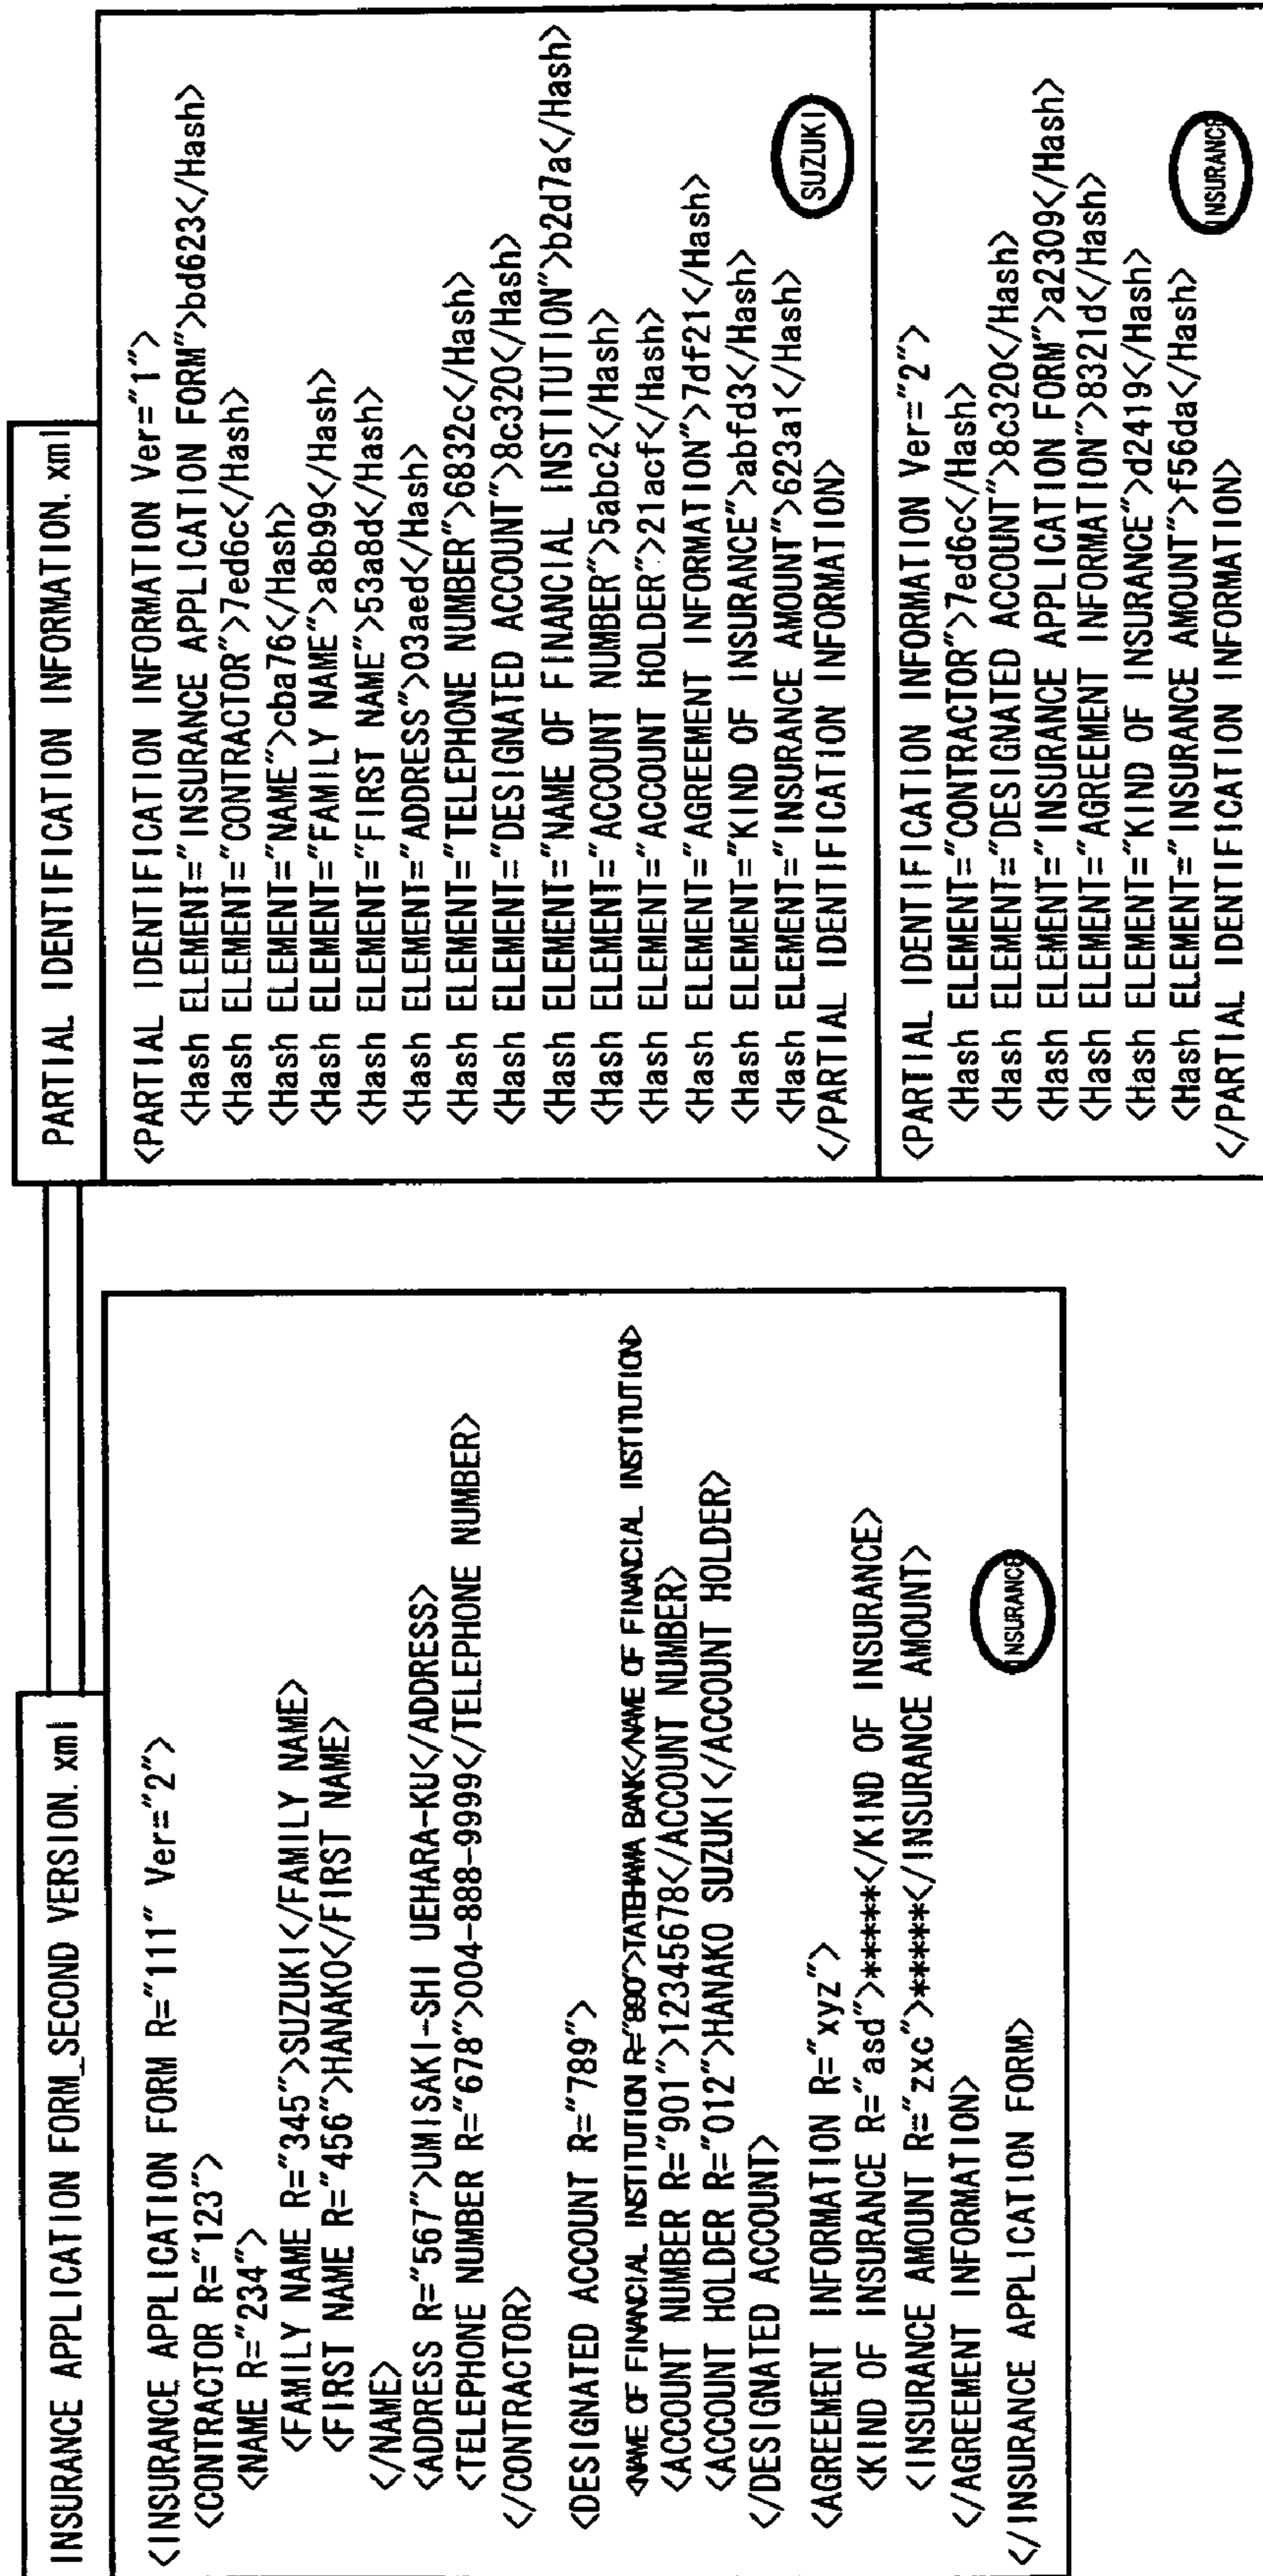 INSURANCE APPLICATION FORM_SECOND VERSION.xml
<INSURANCE APPLICATION FORM R="111" Ver="2">
<CONTRACTOR R="123">
<NAME R="234">
<FAMILY NAME R="345">SUZUKI</FAMILY NAME>
<FIRST NAME R="456">HANAKO</FIRST NAME>
</NAME>
<ADDRESS R="567">UMISAKI-SHI UEHARA-KU</ADDRESS>
<TELEPHONE NUMBER R="678">004-888-9999</TELEPHONE NUMBER>
</CONTRACTOR>
<DESIGNATED ACCOUNT R="789">
<NAME OF FINANCIAL INSTITUTION R="890">TATEHAMA BANK</NAME OF FINANCIAL INSTITUTION>
<ACCOUNT NUMBER R="901">12345678</ACCOUNT NUMBER>
<ACCOUNT HOLDER R="012">HANAKO SUZUKI</ACCOUNT HOLDER>
</DESIGNATED ACCOUNT>
<AGREEMENT INFORMATION R="xyz">
<KIND OF INSURANCE R="asd">*****</KIND OF INSURANCE>
<INSURANCE AMOUNT R="zxc">*****</INSURANCE AMOUNT>
</AGREEMENT INFORMATION>
</INSURANCE APPLICATION FORM>
INSURANCE
PARTIAL IDENTIFICATION INFORMATION.xml
<PARTIAL IDENTIFICATION INFORMATION Ver="1">
<Hash ELEMENT="INSURANCE APPLICATION FORM">bd623</Hash>
<Hash ELEMENT="CONTRACTOR">7ed6c</Hash>
<Hash ELEMENT="NAME">cba76</Hash>
<Hash ELEMENT="FAMILY NAME">a8b99</Hash>
<Hash ELEMENT="FIRST NAME">53a8d</Hash>
<Hash ELEMENT="ADDRESS">03aed</Hash>
<Hash ELEMENT="TELEPHONE NUMBER">6832c</Hash>
<Hash ELEMENT="DESIGNATED ACCOUNT">8c320</Hash>
<Hash ELEMENT="NAME OF FINANCIAL INSTITUTION">b2d7a</Hash>
<Hash ELEMENT="ACCOUNT NUMBER">5abc2</Hash>
<Hash ELEMENT="ACCOUNT HOLDER">21acf</Hash>
<Hash ELEMENT="AGREEMENT INFORMATION">7df21</Hash>
<Hash ELEMENT="KIND OF INSURANCE">abfd3</Hash>
<Hash ELEMENT="INSURANCE AMOUNT">623a1</Hash>
</PARTIAL IDENTIFICATION INFORMATION>
SUZUKI
<PARTIAL IDENTIFICATION INFORMATION Ver="2">
<Hash ELEMENT="CONTRACTOR">7ed6c</Hash>
<Hash ELEMENT="DESIGNATED ACCOUNT">8c320</Hash>
<Hash ELEMENT="INSURANCE APPLICATION FORM">a2309</Hash>
<Hash ELEMENT="AGREEMENT INFORMATION">8321d</Hash>
<Hash ELEMENT="KIND OF INSURANCE">d2419</Hash>
<Hash ELEMENT="INSURANCE AMOUNT">f56da</Hash>
</PARTIAL IDENTIFICATION INFORMATION>
INSURANCE